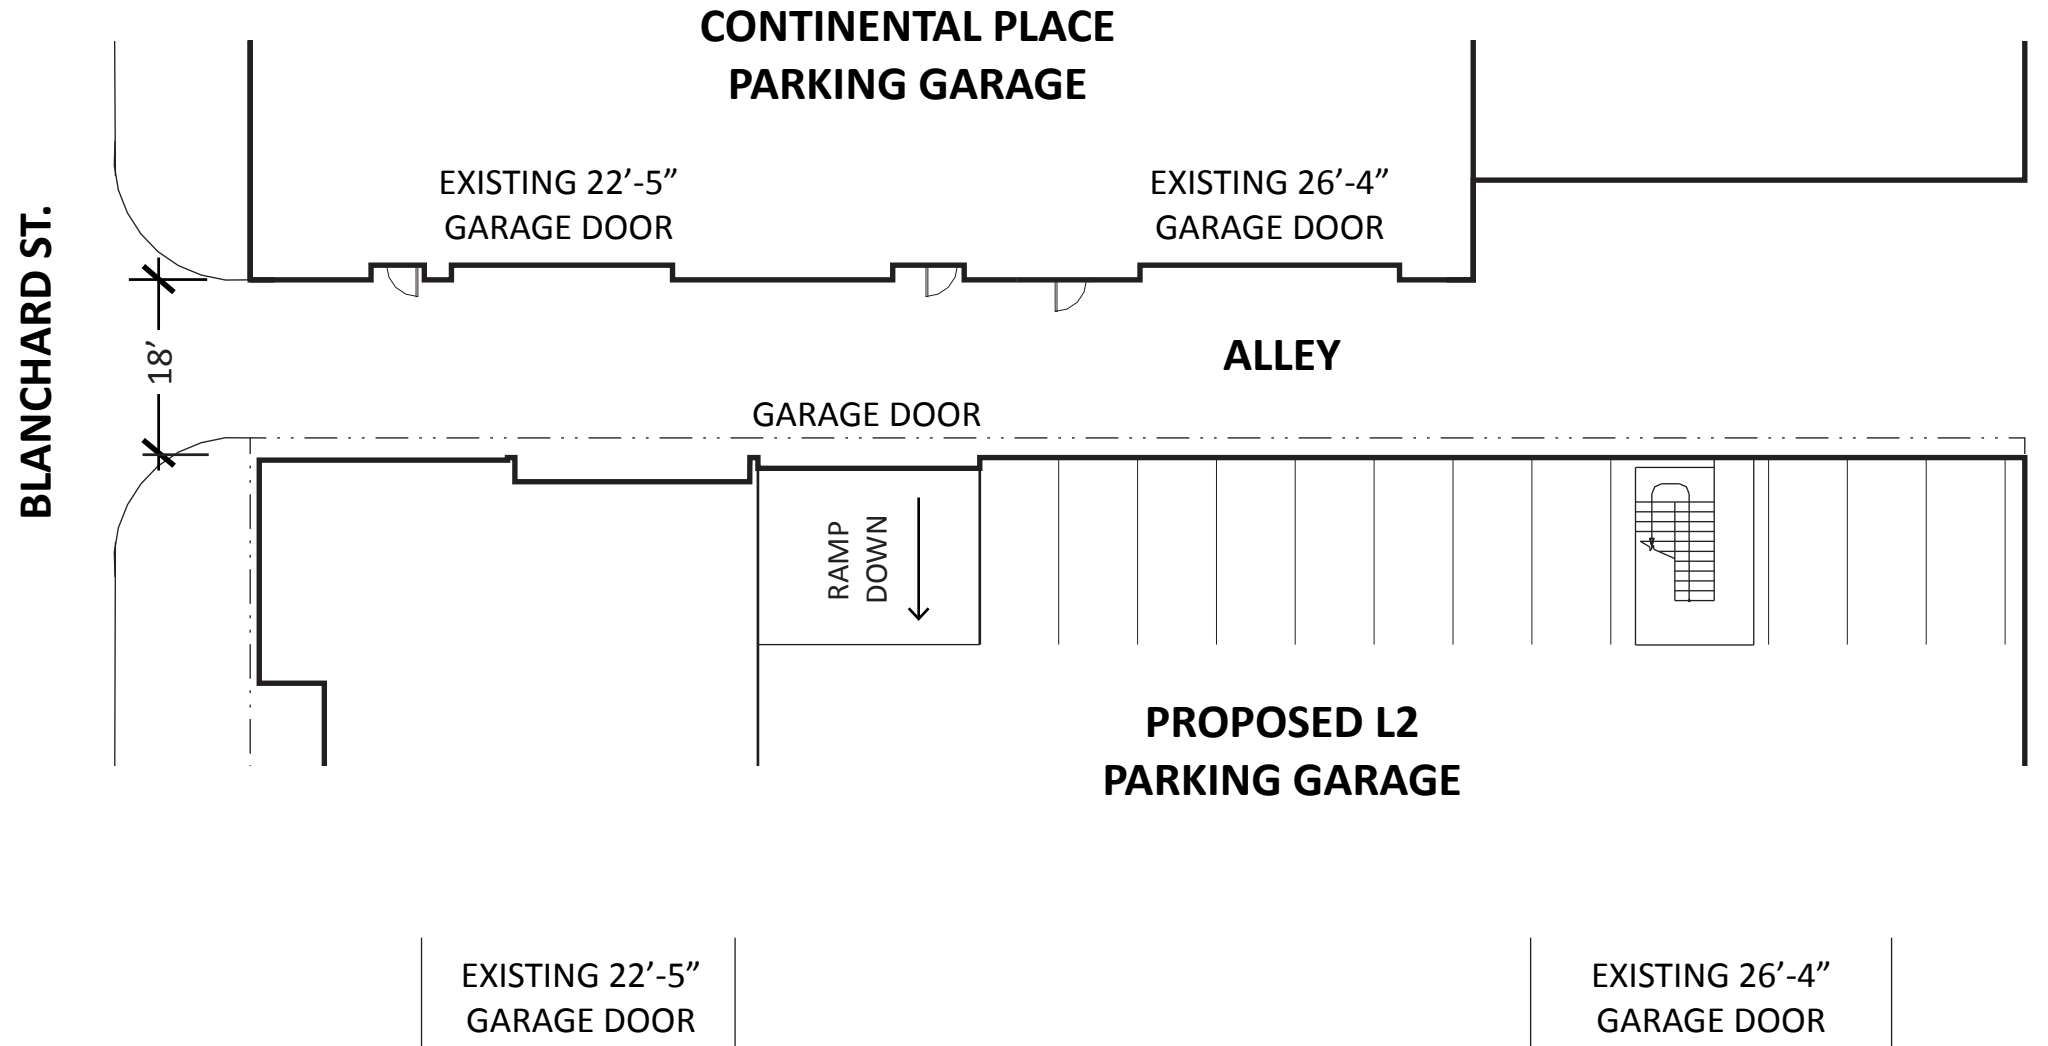 CONTINENTAL PLACE
PARKING GARAGE
EXISTING 22’-5”
GARAGE DOOR
EXISTING 26’-4”
GARAGE DOOR
BLANCHARD ST.
18’
ALLEY
GARAGE DOOR
RAMP
DOWN
PROPOSED L2
PARKING GARAGE
EXISTING 22’-5”
GARAGE DOOR
EXISTING 26’-4”
GARAGE DOOR